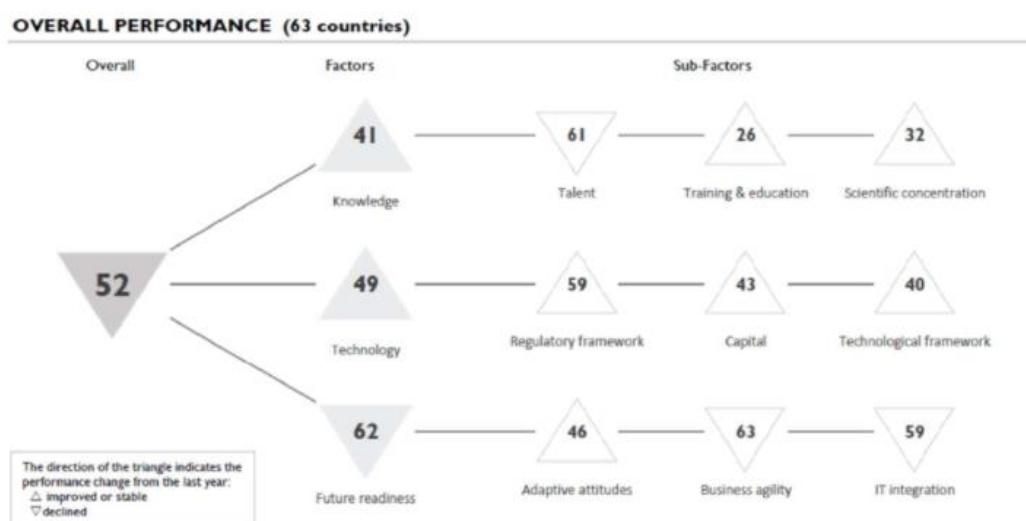 OVERALL PERFORMANCE (63 countries)
Overall
Factors
Sub-Factors
41
61
26
32
Knowledge
Talent
Training & education
Scientific concentration
52
49
59
43
40
Technology
Regulatory framework
Capital
Technological framework
62
46
63
59
Future readiness
Adaptive attitudes
Business agility
IT integration
The direction of the triangle indicates the
performance change from the last year:
△ improved or stable
▽ declined